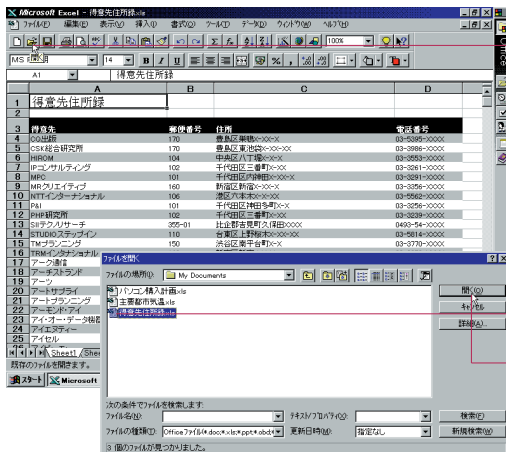 Microsoft Excel - 得意先住所録
ファイル(F) 編集(E) 表示(V) 挿入(I) 書式(O) ツール(T) データ(D) ウィンドウ(W) ヘルプ(H)
100%
14 B I U
Office
A1 得意先住所録
A B C D
1 得意先住所録
2
3 得意先 郵便番号 住所 電話番号
4 CQ出版 170 豊島区巣鴨X-XX-X 03-5395-XXXX
5 CSK総合研究所 170 豊島区東池袋X-XX-XX 03-3986-XXXX
6 HIROM 104 中央区八丁堀X-X-X 03-3553-XXXX
7 IPコンサルティング 102 千代田区三番町X-XX 03-3261-XXXX
8 MPC 101 千代田区内神田X-XX-XX 03-3291-XXXX
9 MRクリエイティブ 160 新宿区新宿X-XX-X 03-3356-XXXX
10 NTTインターナショナル 106 港区六本木X-X-XX 03-5562-XXXX
11 P&I 101 千代田区神田多町X-X 03-3256-XXXX
12 PHP研究所 102 千代田区三番町X-XX 03-3239-XXXX
13 SIIテクノリサーチ 355-01 比企郡吉見町久保田XXXX 0493-54-XXXX
14 STUDIOステップイン 110 台東区上野桜木XX-XX-XX 03-5814-XXXX
15 TMプランニング 150 渋谷区南平台町X-X 03-3770-XXXX
16 TRMインタナショナル
17 アーク通信
18 アーチストランド
19 アーツ
20 アートサプライ
21 アートプランニング
22 アーモンド・アイ
23 アイ・オー・データ機器
24 アイエヌティー
25 アイセル
Sheet1
既存のファイルを開きます。
スタート Microsoft
ファイルを開く
ファイルの場所(I): My Documents
パソコン購入計画.xls
主要都市気温.xls
得意先住所録.xls
開く(O)
キャンセル
詳細(A)...
次の条件でファイルを検索します:
ファイル名(N): テキスト/プロパティ(X): 検索(F)
ファイルの種類(T): Officeファイル(*.doc;*.xls;*.ppt;*.obd; 更新日時(M): 指定なし 新規検索(W)
3 個のファイルが見つかりました。